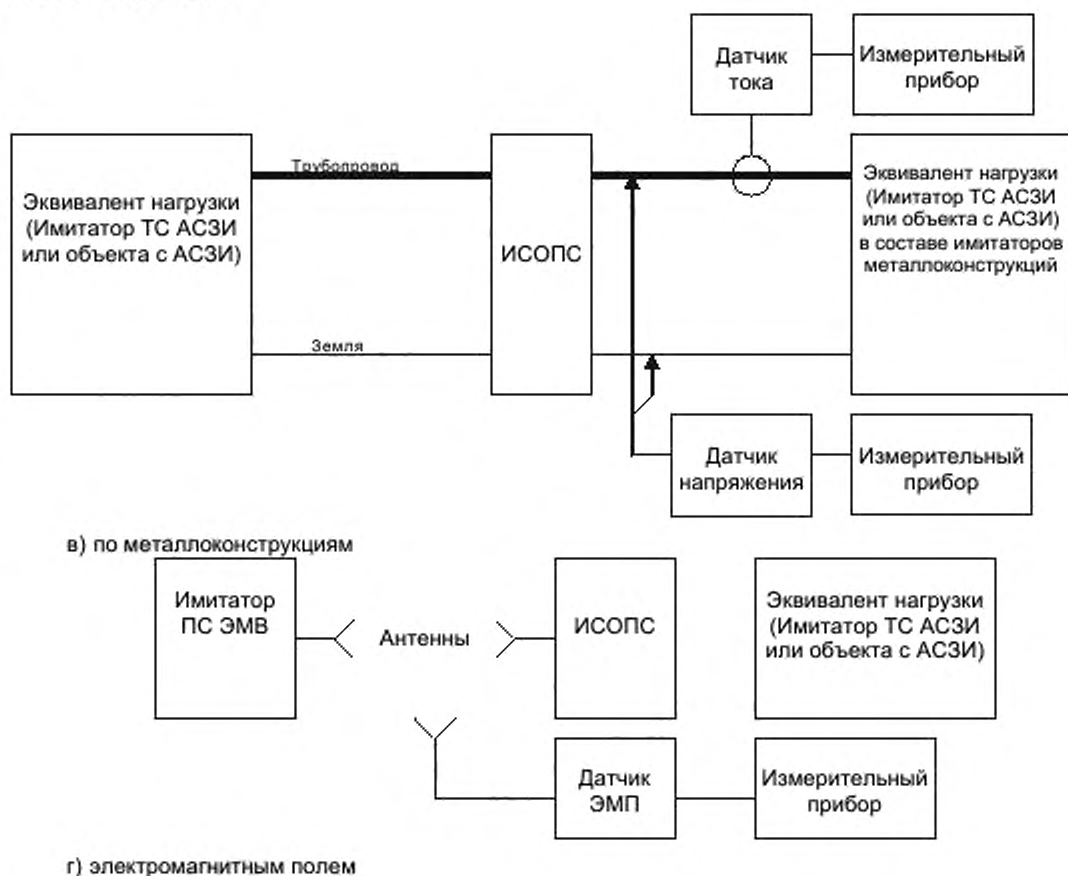 Датчик
тока
Измерительный
прибор
Эквивалент нагрузки
(Имитатор ТС АСЗИ
или объекта с АСЗИ)
Трубопровод
Земля
ИСОПС
Эквивалент нагрузки
(Имитатор ТС АСЗИ
или объекта с АСЗИ)
в составе имитаторов
металлоконструкций
Датчик
напряжения
Измерительный
прибор
в) по металлоконструкциям
Имитатор
ПС ЭМВ
Антенны
ИСОПС
Эквивалент нагрузки
(Имитатор ТС АСЗИ
или объекта с АСЗИ)
Датчик
ЭМП
Измерительный
прибор
г) электромагнитным полем